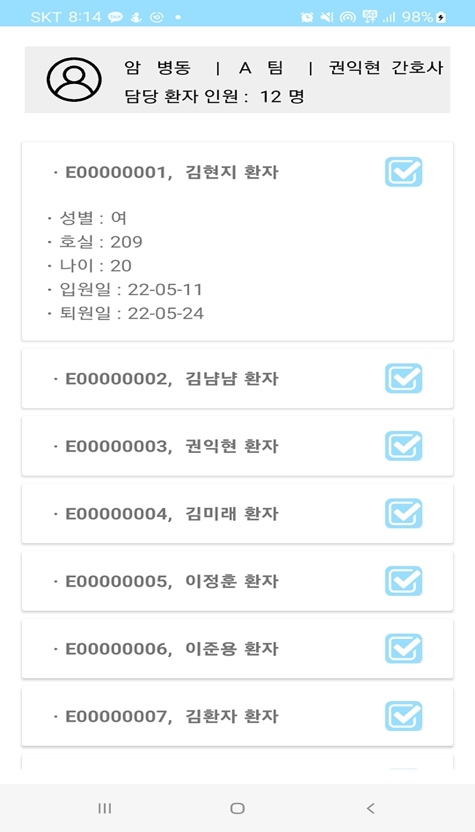 SKT 8:14
5G
98%
암 병동 | A 팀 | 권익현 간호사
담당 환자 인원 : 12 명
· E00000001, 김현지 환자
· 성별 : 여
· 호실 : 209
· 나이 : 20
· 입원일 : 22-05-11
· 퇴원일 : 22-05-24
· E00000002, 김냠냠 환자
· E00000003, 권익현 환자
· E00000004, 김미래 환자
· E00000005, 이정훈 환자
· E00000006, 이준용 환자
· E00000007, 김환자 환자